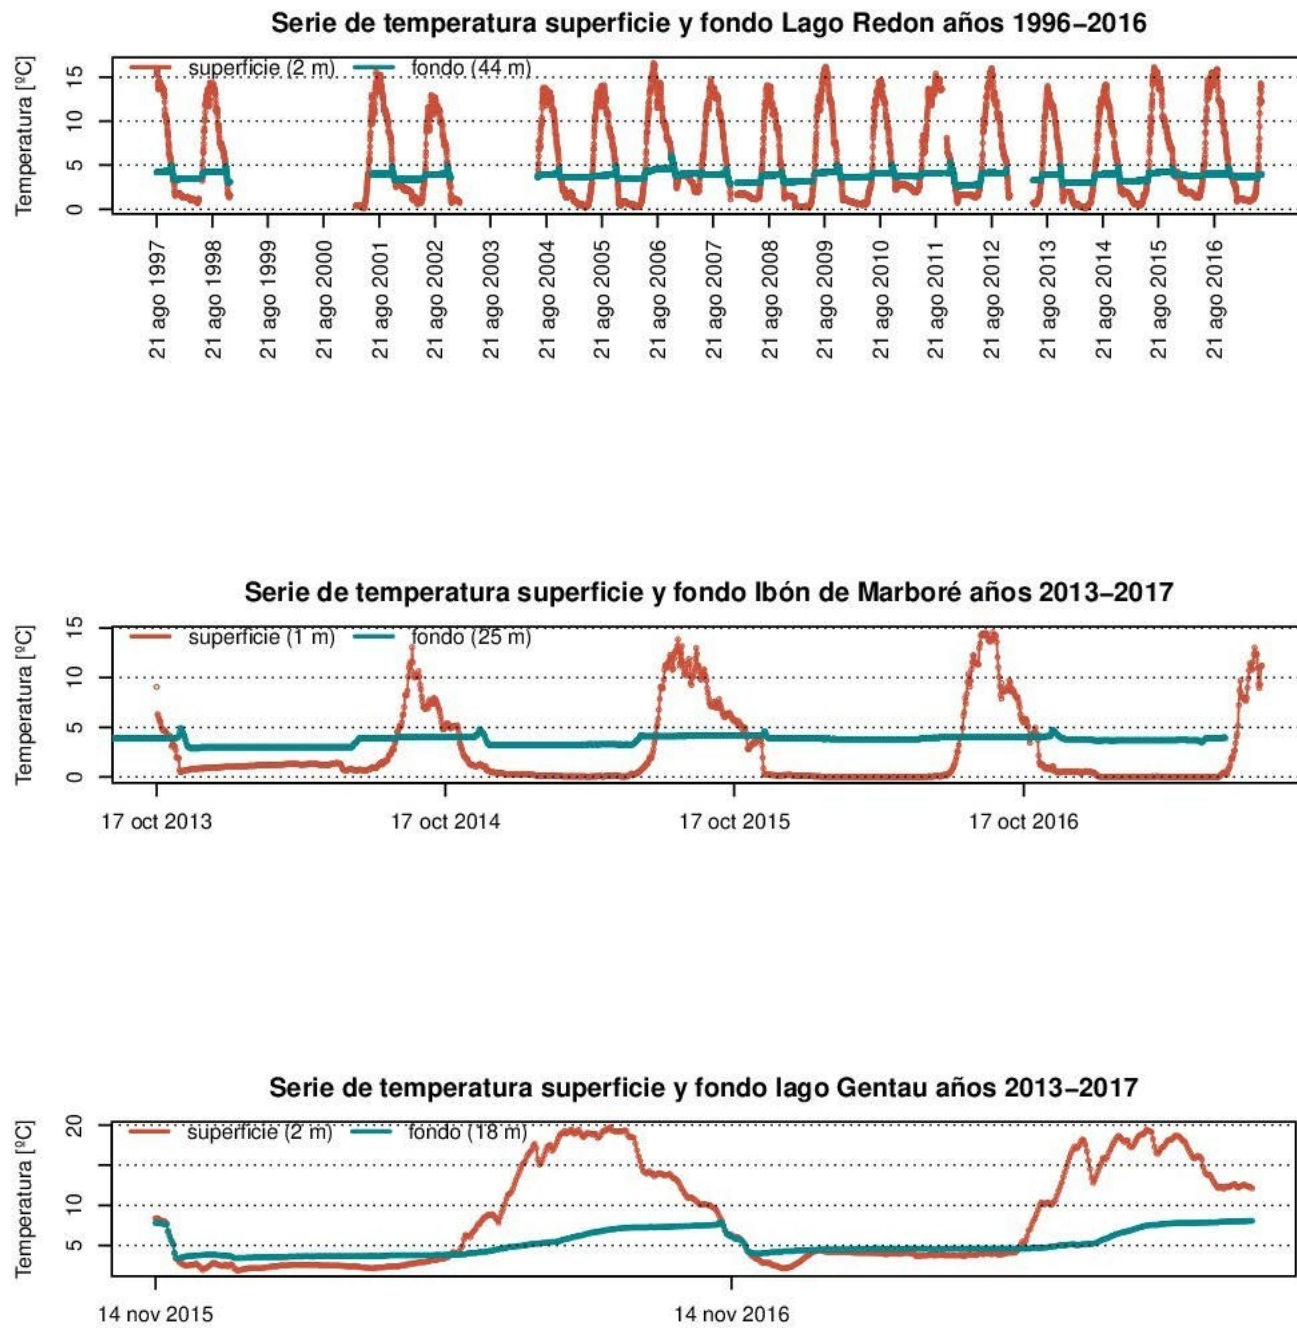 Serie de temperatura superficie y fondo Lago Redon años 1996−2016
Temperatura [ºC]
15
10
5
0
superficie (2 m) fondo (44 m)
21 ago 1997
21 ago 1998
21 ago 1999
21 ago 2000
21 ago 2001
21 ago 2002
21 ago 2003
21 ago 2004
21 ago 2005
21 ago 2006
21 ago 2007
21 ago 2008
21 ago 2009
21 ago 2010
21 ago 2011
21 ago 2012
21 ago 2013
21 ago 2014
21 ago 2015
21 ago 2016
Serie de temperatura superficie y fondo Ibón de Marboré años 2013−2017
Temperatura [ºC]
15
10
5
0
superficie (1 m) fondo (25 m)
17 oct 2013 17 oct 2014 17 oct 2015 17 oct 2016
Serie de temperatura superficie y fondo lago Gentau años 2013−2017
Temperatura [ºC]
20
10
5
superficie (2 m) fondo (18 m)
14 nov 2015 14 nov 2016